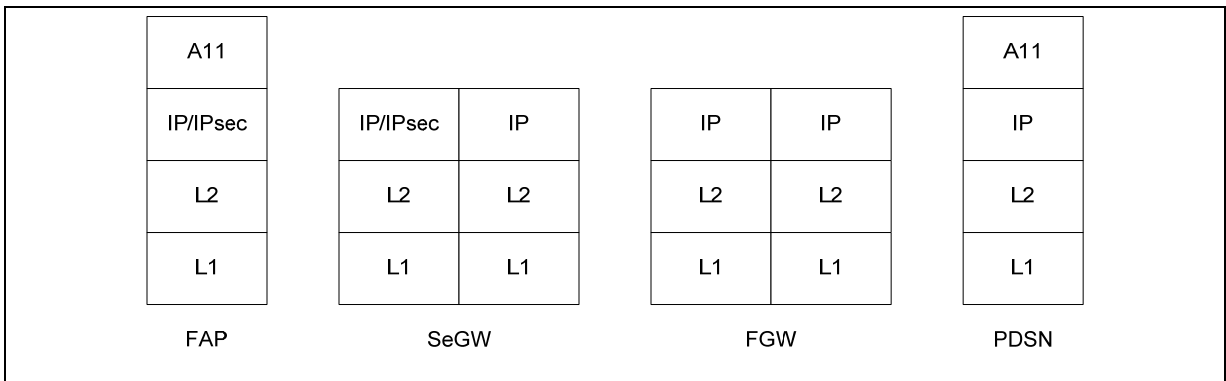 A11 A11
IP/IPsec IP/IPsec IP IP IP IP
L2 L2 L2 L2 L2 L2
L1 L1 L1 L1 L1 L1
FAP SeGW FGW PDSN